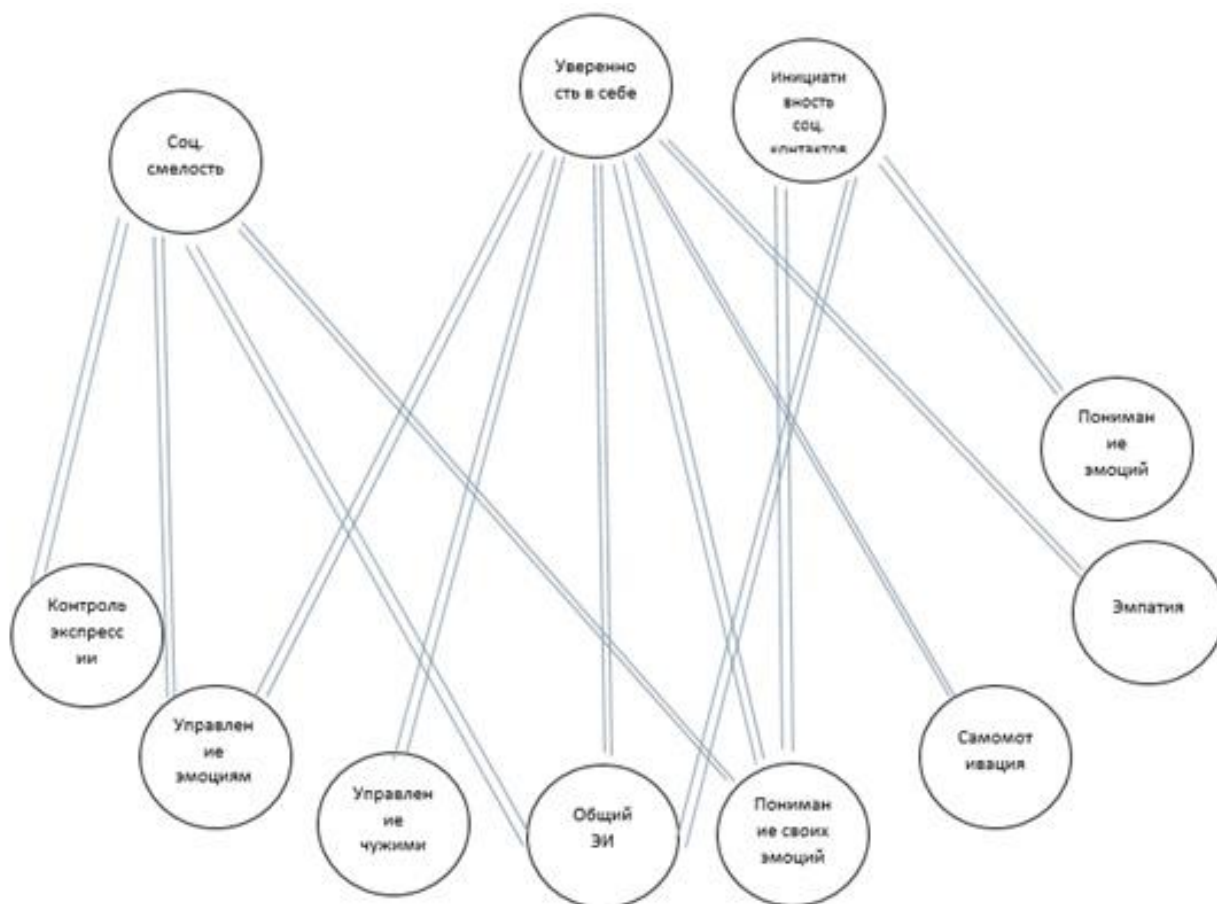 Уверенно
сть в себе
Инициати
вность
соц.
контактов
Соц.
смелость
Пониман
ие
эмоций
Контроль
экспресс
ии
Эмпатия
Управлен
ие
эмоциям
Самомот
ивация
Управлен
ие
чужими
Общий
ЭИ
Пониман
ие своих
эмоций